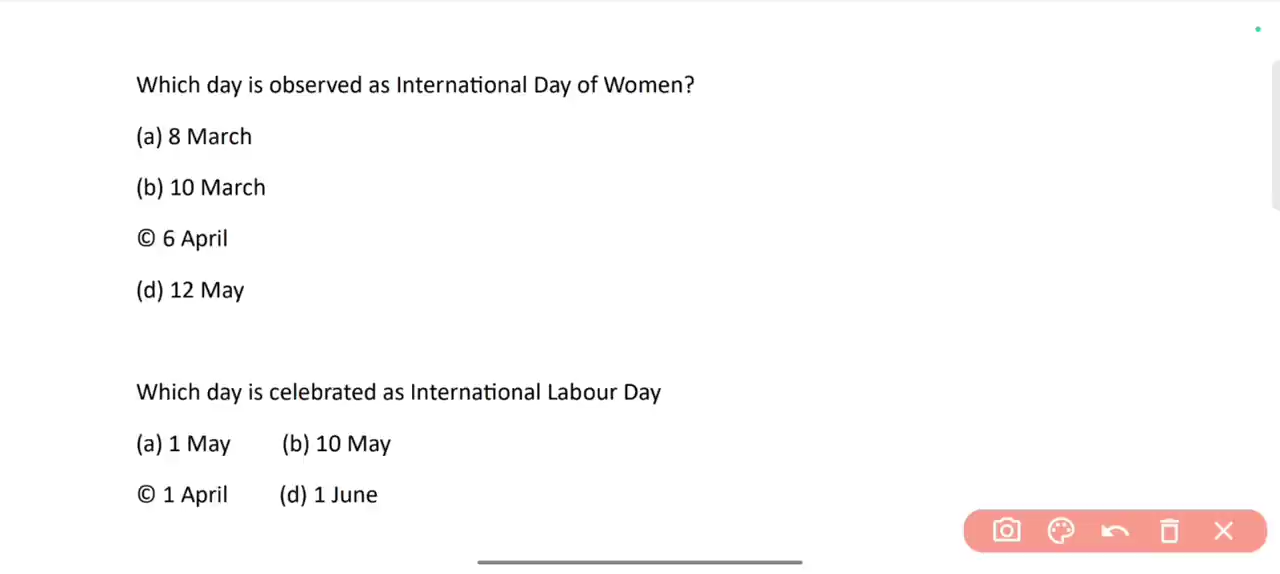 Which day is observed as International Day of Women?
(a) 8 March
(b) 10 March
© 6 April
(d) 12 May
Which day is celebrated as International Labour Day
(a) 1 May (b) 10 May
© 1 April (d) 1 June